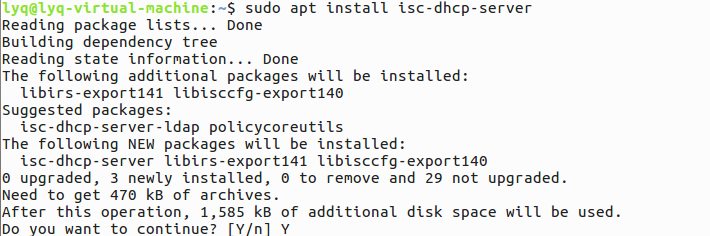 lyq@lyq-virtual-machine:~$ sudo apt install isc-dhcp-server
Reading package lists... Done
Building dependency tree
Reading state information... Done
The following additional packages will be installed:
  libirs-export141 libisccfg-export140
Suggested packages:
  isc-dhcp-server-ldap policycoreutils
The following NEW packages will be installed:
  isc-dhcp-server libirs-export141 libisccfg-export140
0 upgraded, 3 newly installed, 0 to remove and 29 not upgraded.
Need to get 470 kB of archives.
After this operation, 1,585 kB of additional disk space will be used.
Do you want to continue? [Y/n] Y